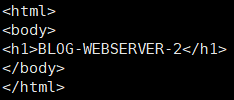 <html>
<body>
<h1>BLOG-WEBSERVER-2</h1>
</body>
</html>